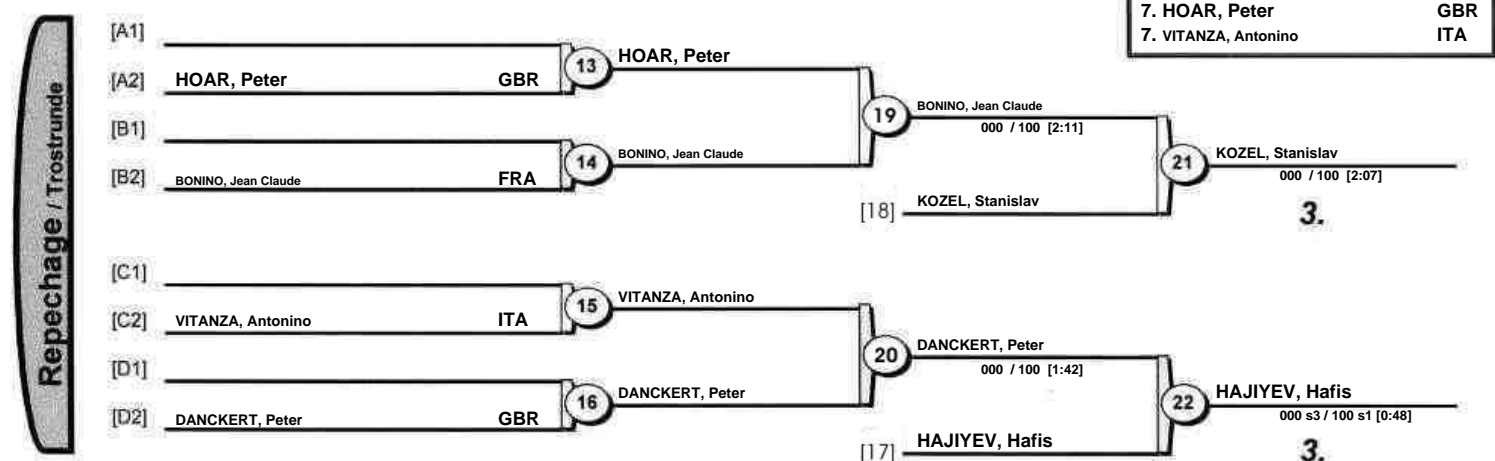 7. HOAR, Peter GBR
7. VITANZA, Antonino ITA
Repechage / Trostrunde
[A1]
[A2] HOAR, Peter GBR
13 HOAR, Peter
[B1]
[B2] BONINO, Jean Claude FRA
14 BONINO, Jean Claude
19 BONINO, Jean Claude
000 / 100 [2:11]
[18] KOZEL, Stanislav
21 KOZEL, Stanislav
000 / 100 [2:07]
3.
[C1]
[C2] VITANZA, Antonino ITA
15 VITANZA, Antonino
[D1]
[D2] DANCKERT, Peter GBR
16 DANCKERT, Peter
20 DANCKERT, Peter
000 / 100 [1:42]
[17] HAJIYEV, Hafis
22 HAJIYEV, Hafis
000 s3 / 100 s1 [0:48]
3.